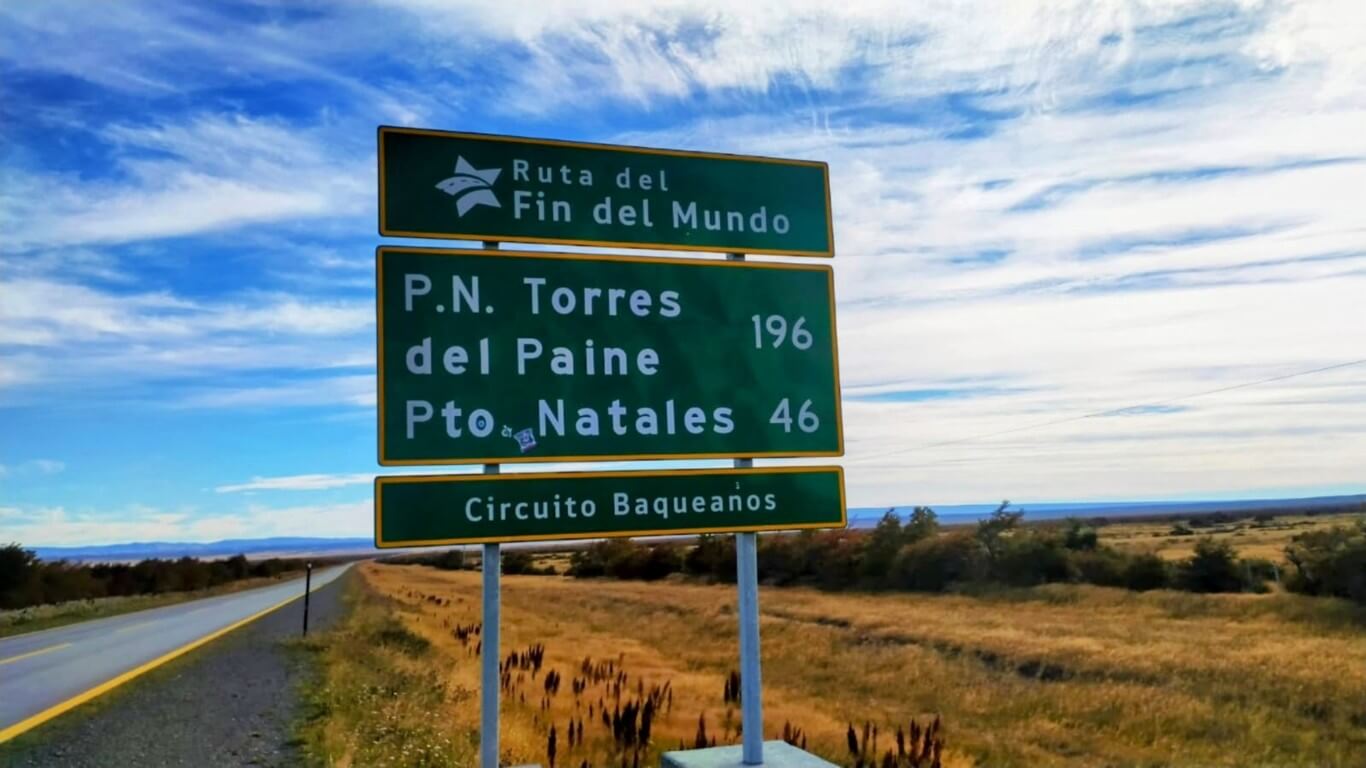 Ruta del
Fin del Mundo
P.N. Torres
del Paine 196
Pto. Natales 46
Circuito Baqueanos